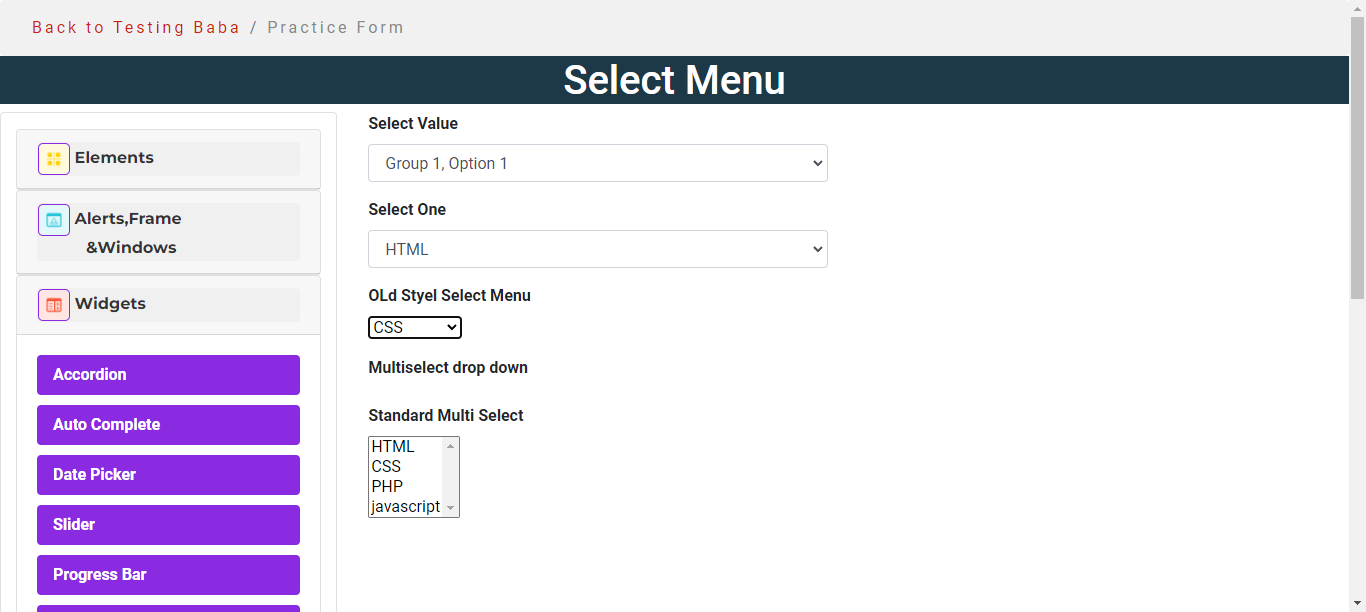 Back to Testing Baba / Practice Form
Select Menu
Elements
Alerts,Frame
&Windows
Widgets
Accordion
Auto Complete
Date Picker
Slider
Progress Bar
Select Value
Group 1, Option 1
Select One
HTML
OLd Styel Select Menu
CSS
Multiselect drop down
Standard Multi Select
HTML
CSS
PHP
javascript